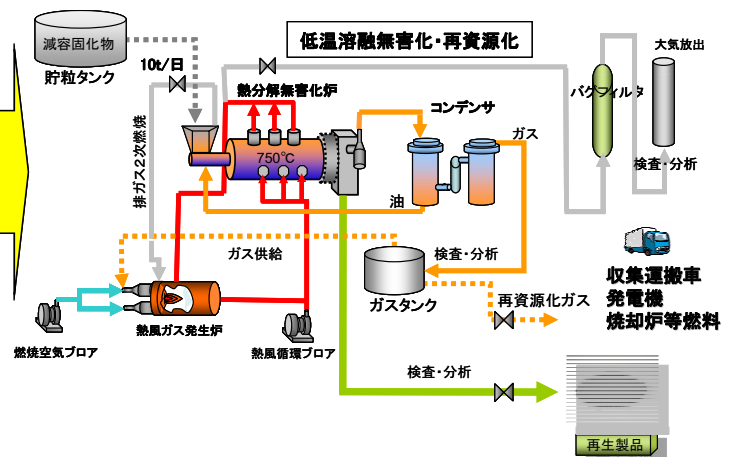 減容固化物
貯粒タンク
10t/日
低温溶融無害化・再資源化
大気放出
熱分解無害化炉
750℃
コンデンサ
ガス
バグフィルタ
検査・分析
排ガス2次燃焼
油
ガス供給
検査・分析
ガスタンク
再資源化ガス
収集運搬車
発電機
焼却炉等燃料
熱風ガス発生炉
燃焼空気ブロア
熱風循環ブロア
検査・分析
再生製品